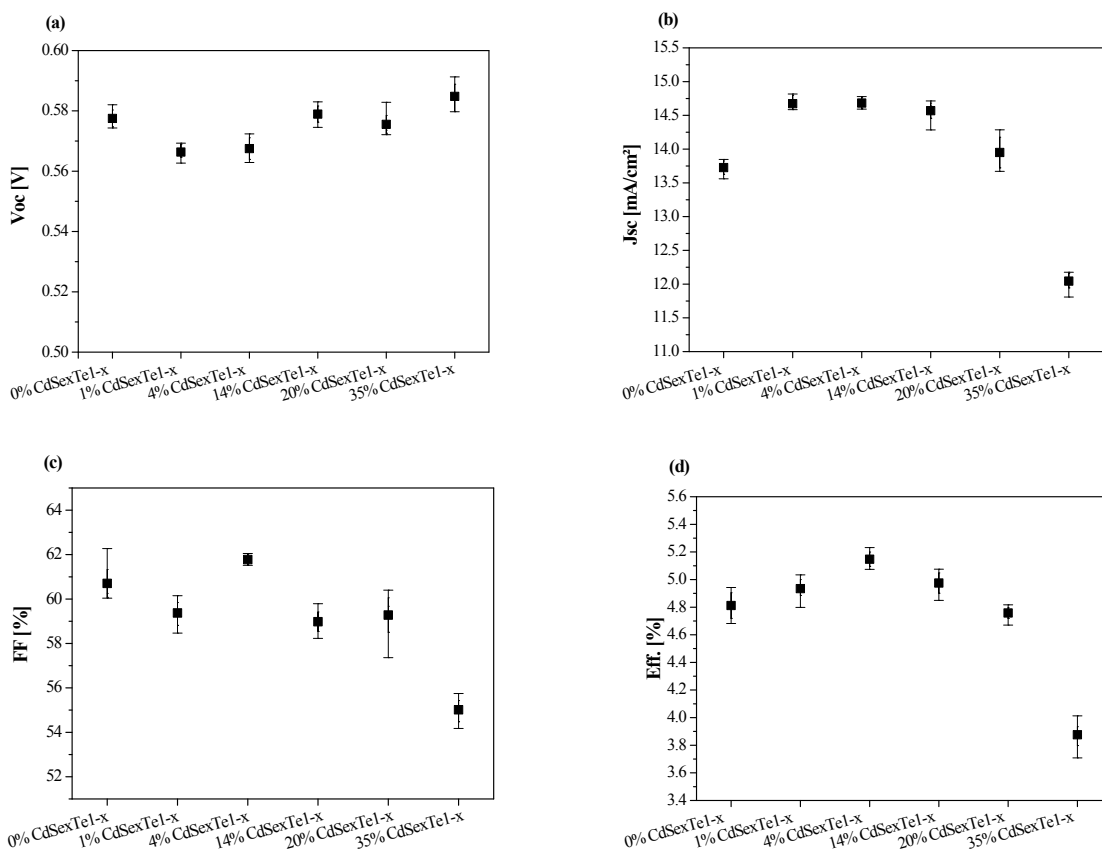 (a)
0.60
0.58
0.56
0.54
0.52
0.50
Voc [V]
0% CdSexTe1-x
1% CdSexTe1-x
4% CdSexTe1-x
14% CdSexTe1-x
20% CdSexTe1-x
35% CdSexTe1-x
(b)
15.5
15.0
14.5
14.0
13.5
13.0
12.5
12.0
11.5
11.0
Jsc [mA/cm²]
0% CdSexTe1-x
1% CdSexTe1-x
4% CdSexTe1-x
14% CdSexTe1-x
20% CdSexTe1-x
35% CdSexTe1-x
(c)
64
62
60
58
55
54
52
FF [%]
0% CdSexTe1-x
1% CdSexTe1-x
4% CdSexTe1-x
14% CdSexTe1-x
20% CdSexTe1-x
35% CdSexTe1-x
(d)
5.6
5.4
5.2
5.0
4.8
4.6
4.4
4.2
4.0
3.8
3.6
3.4
Eff. [%]
0% CdSexTe1-x
1% CdSexTe1-x
4% CdSexTe1-x
14% CdSexTe1-x
20% CdSexTe1-x
35% CdSexTe1-x